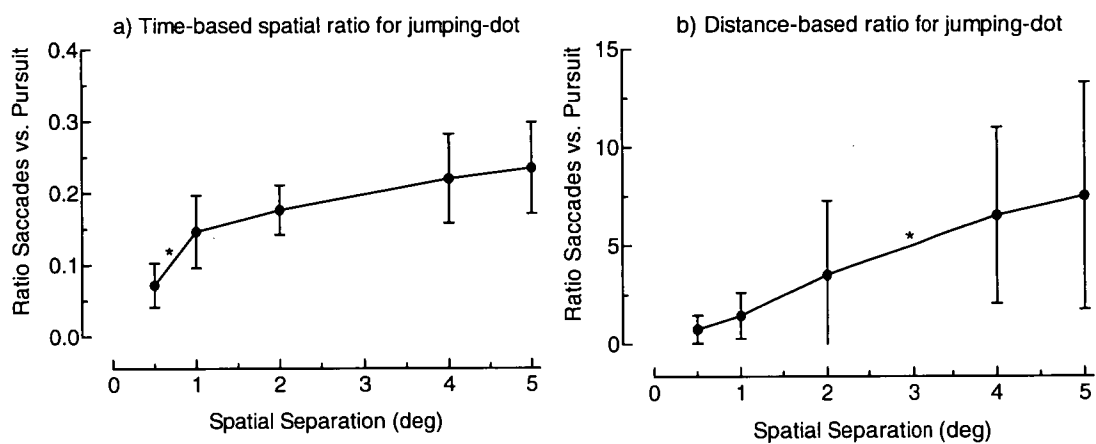 a) Time-based spatial ratio for jumping-dot
Ratio Saccades vs. Pursuit
0.4
0.3
0.2
0.1
0.0
*
0 1 2 3 4 5
Spatial Separation (deg)
b) Distance-based ratio for jumping-dot
Ratio Saccades vs. Pursuit
15
10
5
0
*
0 1 2 3 4 5
Spatial Separation (deg)